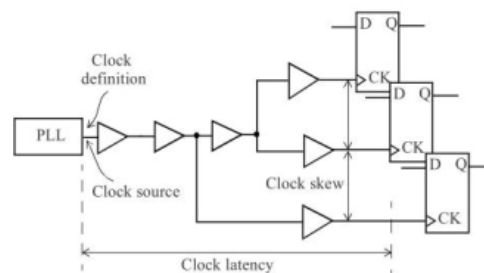 D Q
Clock
definition
CK
D Q
PLL
CK
D Q
Clock source
Clock skew
CK
Clock latency